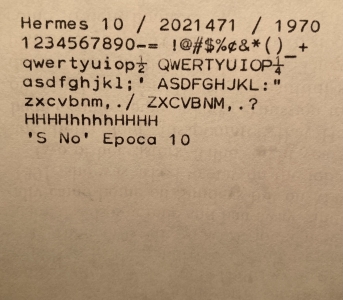 Hermes 10 / 2021471 / 1970
1234567890-= !@#$%¢&*()_+
qwertyuiop½ QWERTYUIOP¼
asdfghjkl;' ASDFGHJKL:"
zxcvbnm,./ ZXCVBNM,.?
HHHHhhhhHHHH
'S No' Epoca 10